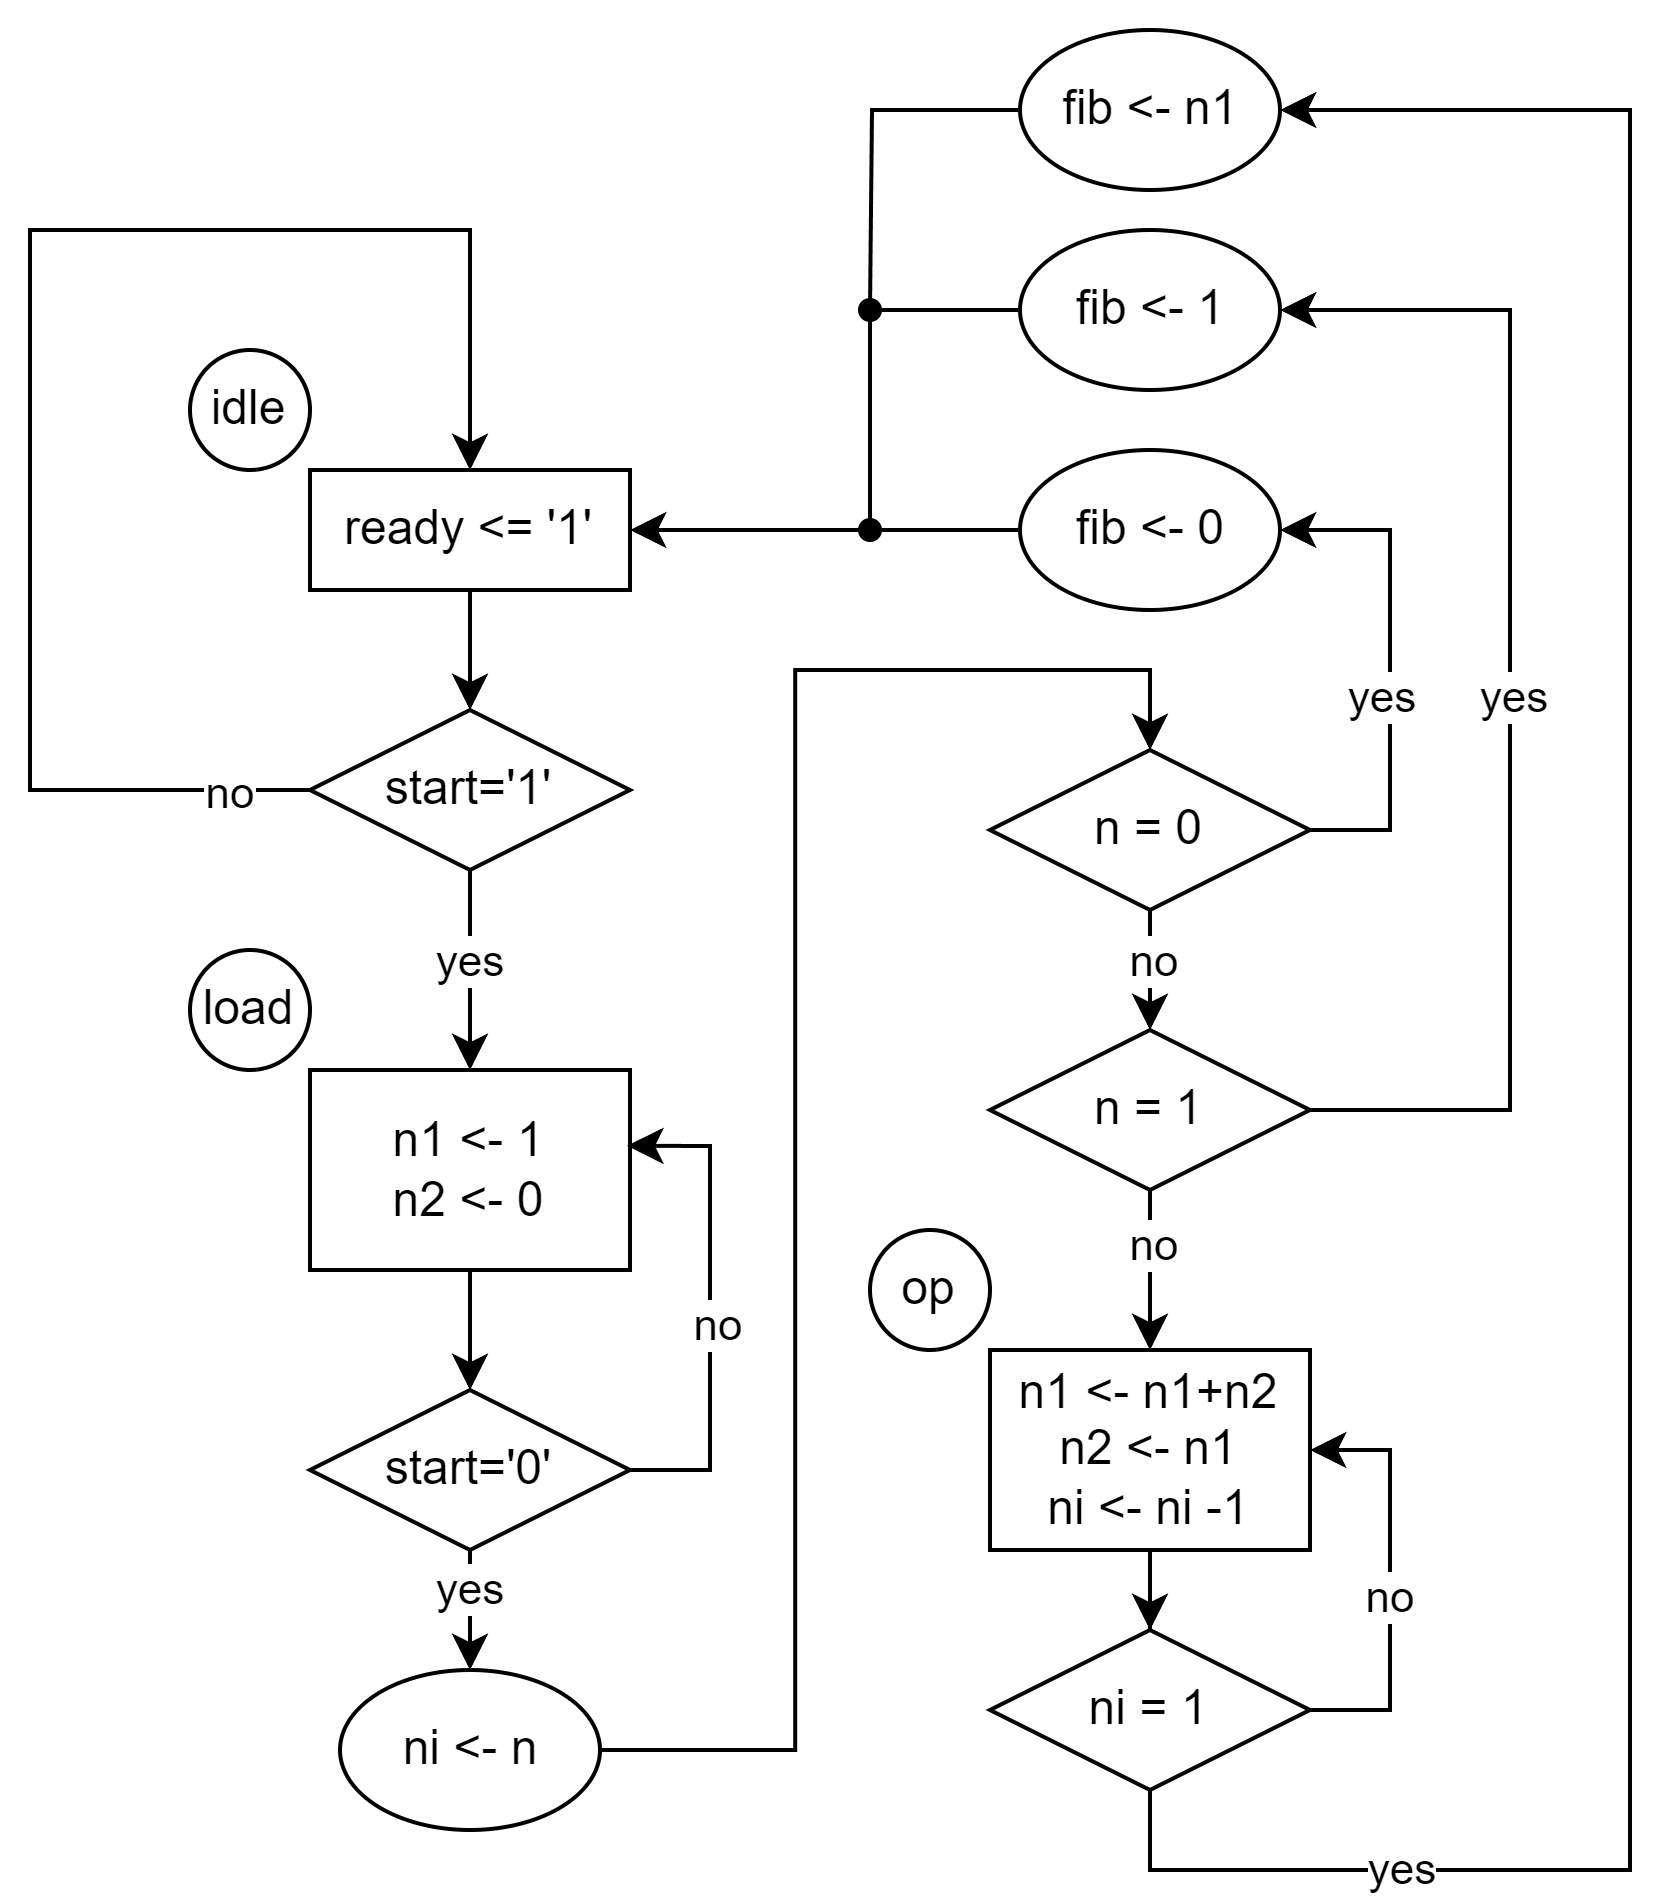 fib <- n1
fib <- 1
idle
ready <= '1'
fib <- 0
yes
yes
start='1'
no
n = 0
yes
no
load
n1 <- 1
n2 <- 0
n = 1
no
no
op
start='0'
n1 <- n1+n2
n2 <- n1
ni <- ni -1
yes
no
ni <- n
ni = 1
yes